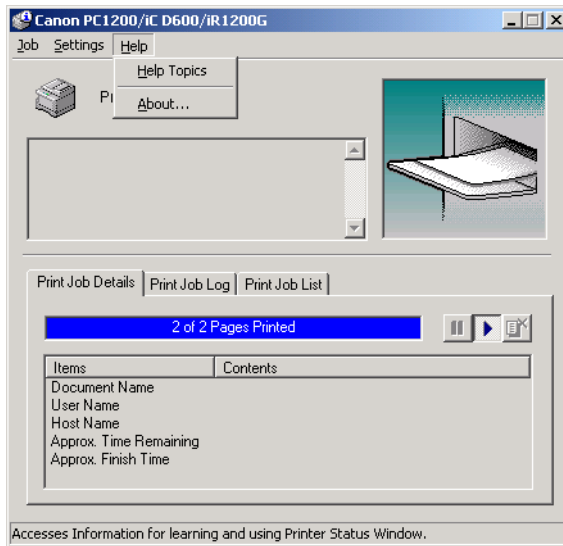 Canon PC1200/iC D600/iR1200G
Job Settings Help
Help Topics
About...
Print Job Details Print Job Log Print Job List
2 of 2 Pages Printed
Items Contents
Document Name
User Name
Host Name
Approx. Time Remaining
Approx. Finish Time
Accesses Information for learning and using Printer Status Window.